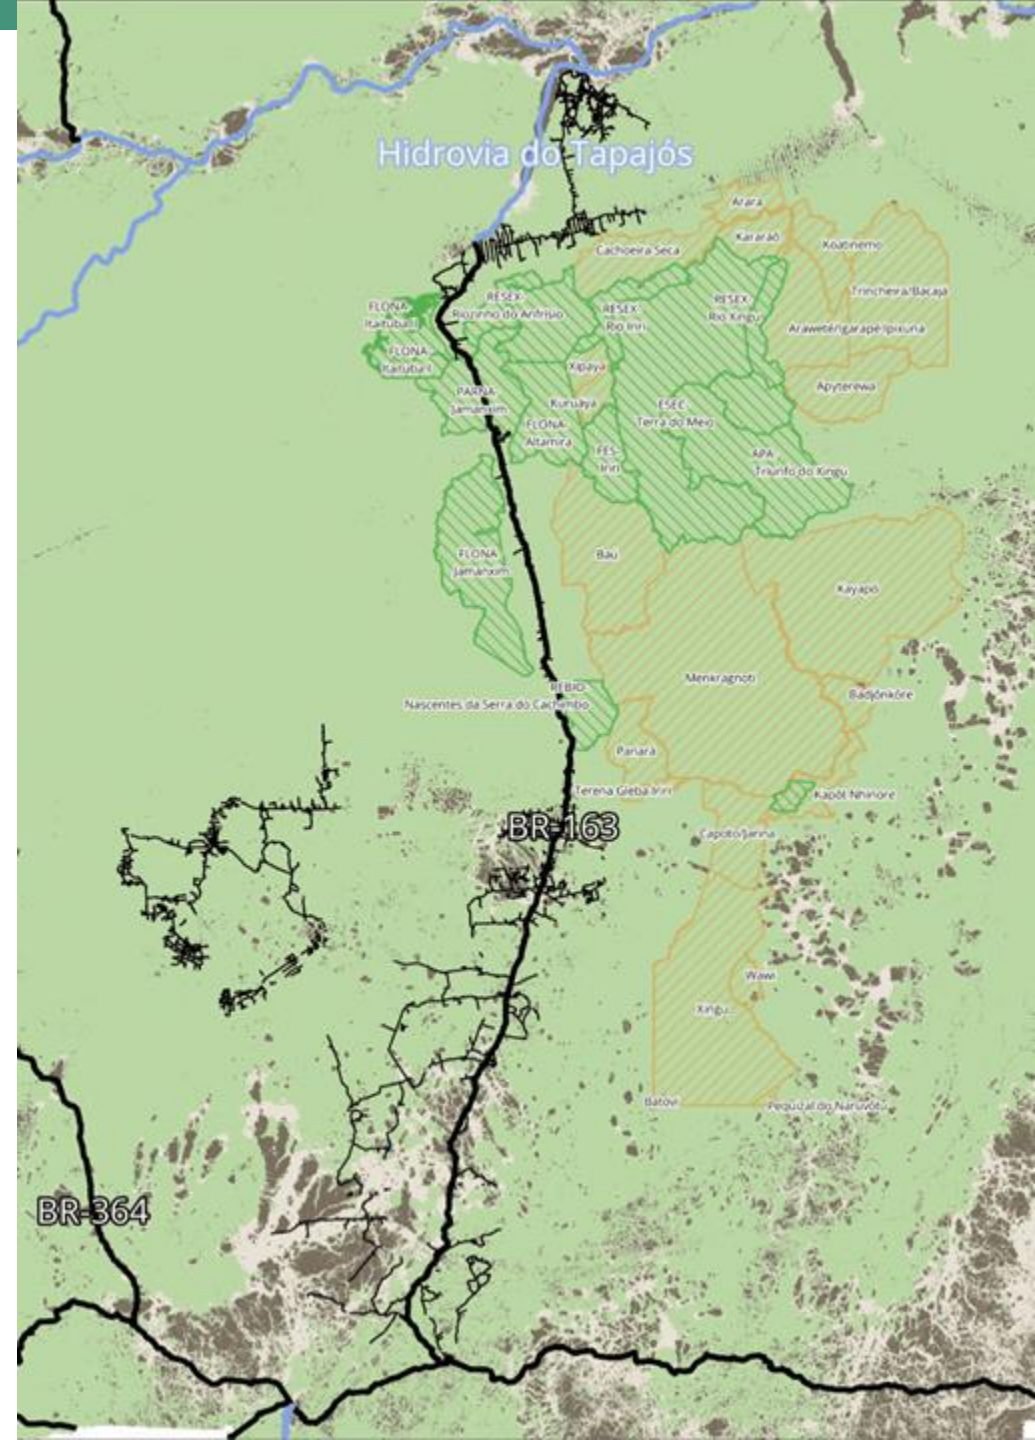 Hidrovia do Tapajós
Arara
Kararaô
Koatinemo
Cachoeira Seca
Trincheira/Bacajá
FLONA
Itaituba I
RESEX
Riozinho do Anfrísio
RESEX
Rio Iriri
RESEX
Rio Xingu
Araweté/Igarapé Ipixuna
FLONA
Itaituba II
Xipaya
Apyterewa
PARNA
Jamanxim
Kuruáya
ESEC
Terra do Meio
FLONA
Altamira
FES
Iriri
APA
Triunfo do Xingu
FLONA
Jamanxim
Baú
Kayapó
Menkragnoti
REBIO
Nascentes da Serra do Cachimbo
Badjônkôre
Panará
Terena Gleba Iriri
Kapôt Nhinore
BR-163
Capoto/Jarina
Wawi
Xingu
Batovi
Pequizal do Naruvôtu
BR-364